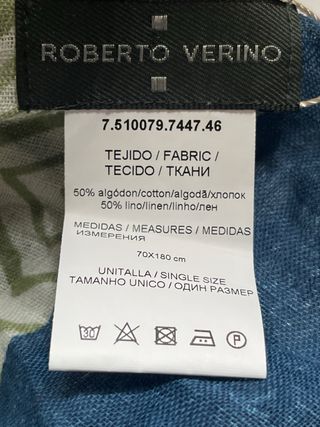 ROBERTO VERINO
7.510079.7447.46
TEJIDO / FABRIC /
TECIDO / ТКАНИ
50% algódon/cotton/algodã/хлопок
50% lino/linen/linho/лен
MEDIDAS / MEASURES / MEDIDAS
ИЗМЕРЕНИЯ
70X180 cm
UNITALLA / SINGLE SIZE
TAMANHO UNICO / ОДИН РАЗМЕР
30 P